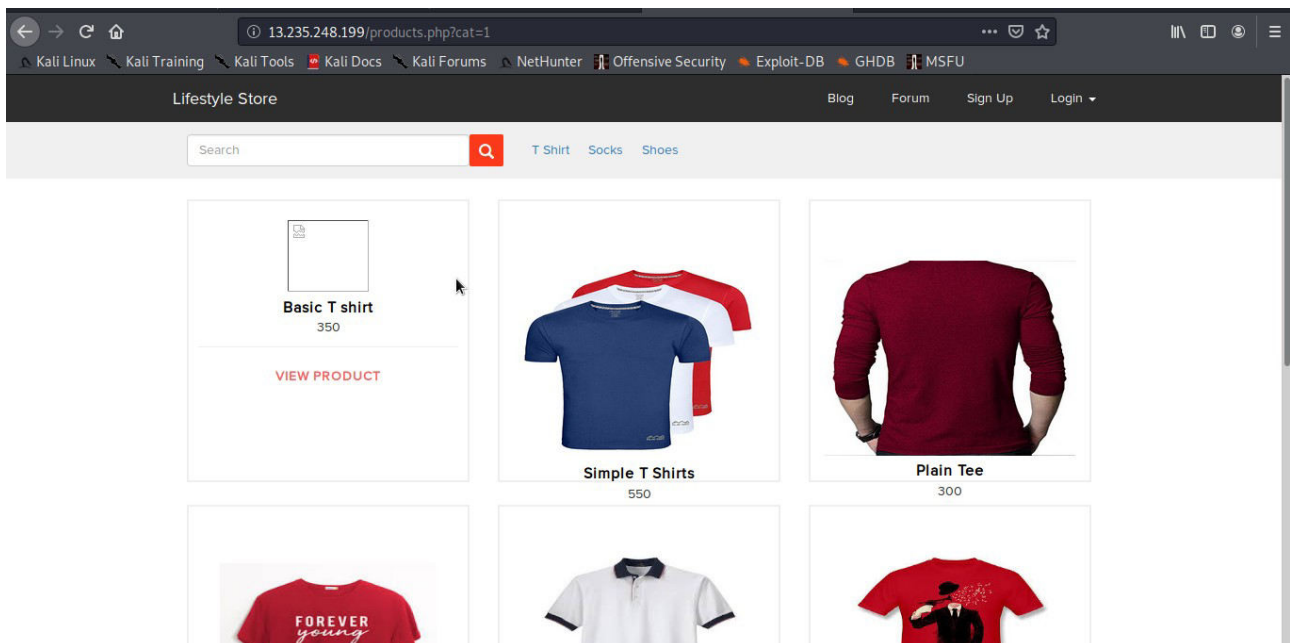 13.235.248.199/products.php?cat=1
Kali Linux Kali Training Kali Tools Kali Docs Kali Forums NetHunter Offensive Security Exploit-DB GHDB MSFU
Lifestyle Store Blog Forum Sign Up Login
Search T Shirt Socks Shoes
Basic T shirt
350
VIEW PRODUCT
Simple T Shirts
550
Plain Tee
300
FOREVER
young